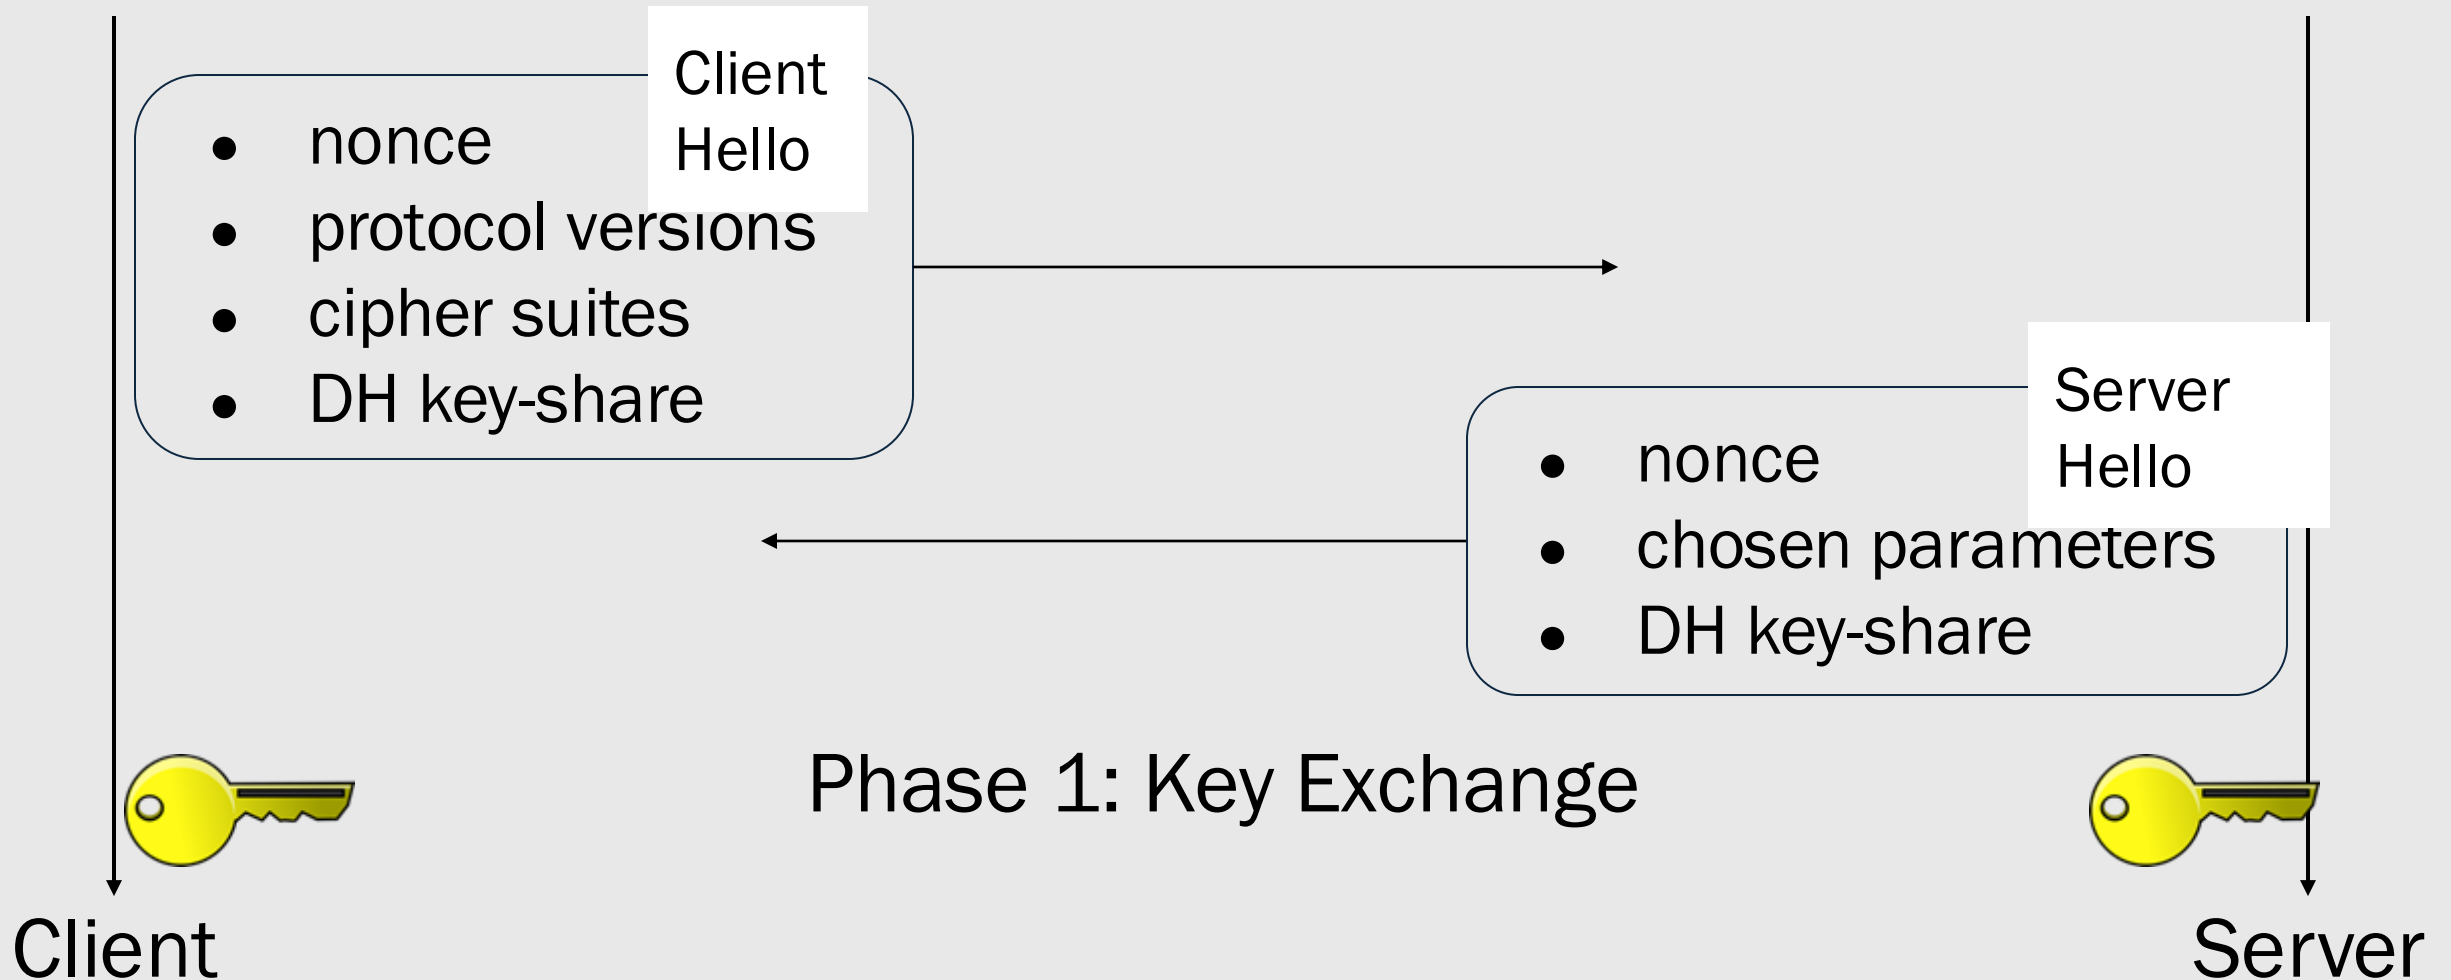 Client
Hello
● nonce
● protocol versions
● cipher suites
● DH key-share
Server
Hello
● nonce
● chosen parameters
● DH key-share
Phase 1: Key Exchange
Client
Server